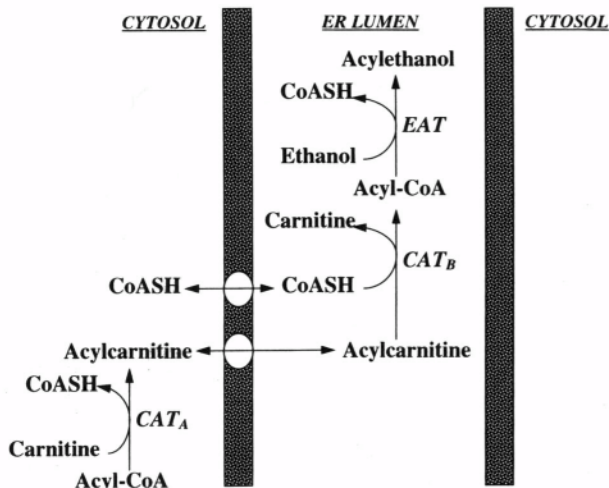 CYTOSOL ER LUMEN CYTOSOL
Acylethanol
CoASH
EAT
Ethanol
Acyl-CoA
Carnitine
CAT_B
CoASH CoASH
Acylcarnitine Acylcarnitine
CoASH
CAT_A
Carnitine
Acyl-CoA